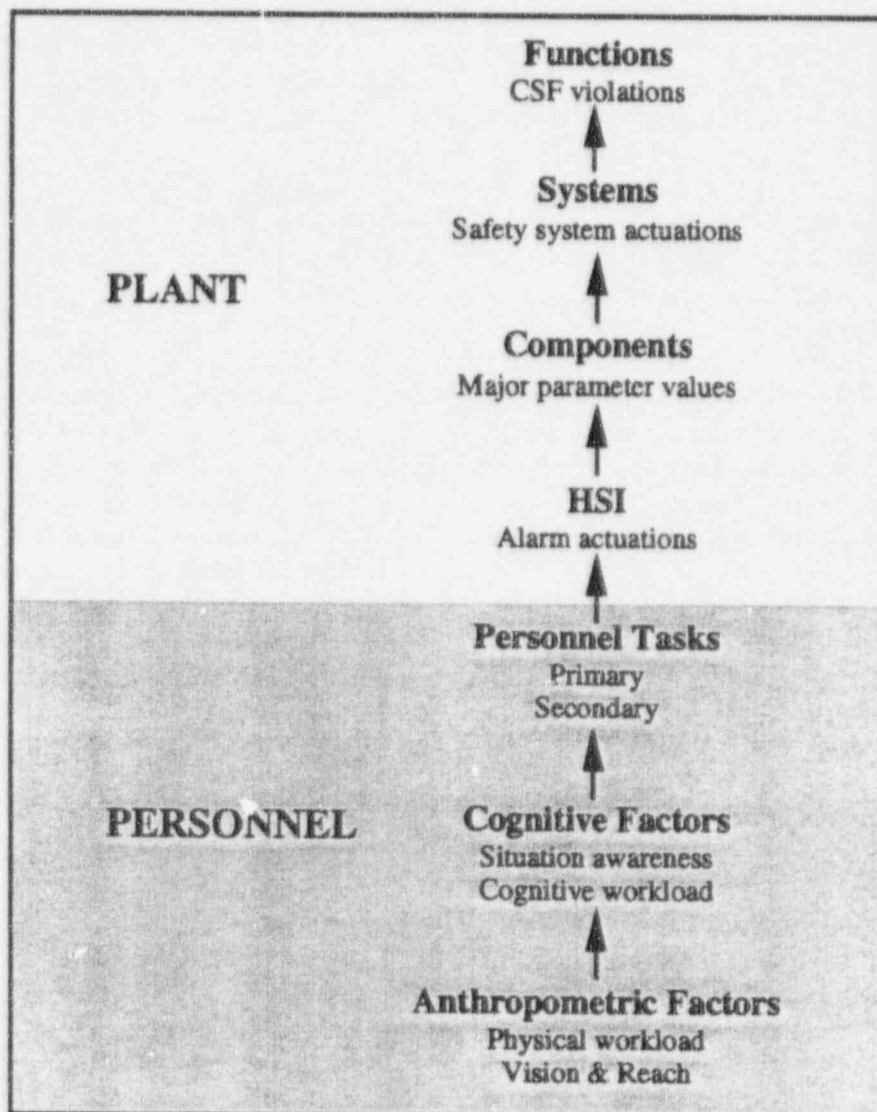 Functions
CSF violations
Systems
Safety system actuations
PLANT
Components
Major parameter values
HSI
Alarm actuations
Personnel Tasks
Primary
Secondary
PERSONNEL
Cognitive Factors
Situation awareness
Cognitive workload
Anthropometric Factors
Physical workload
Vision & Reach